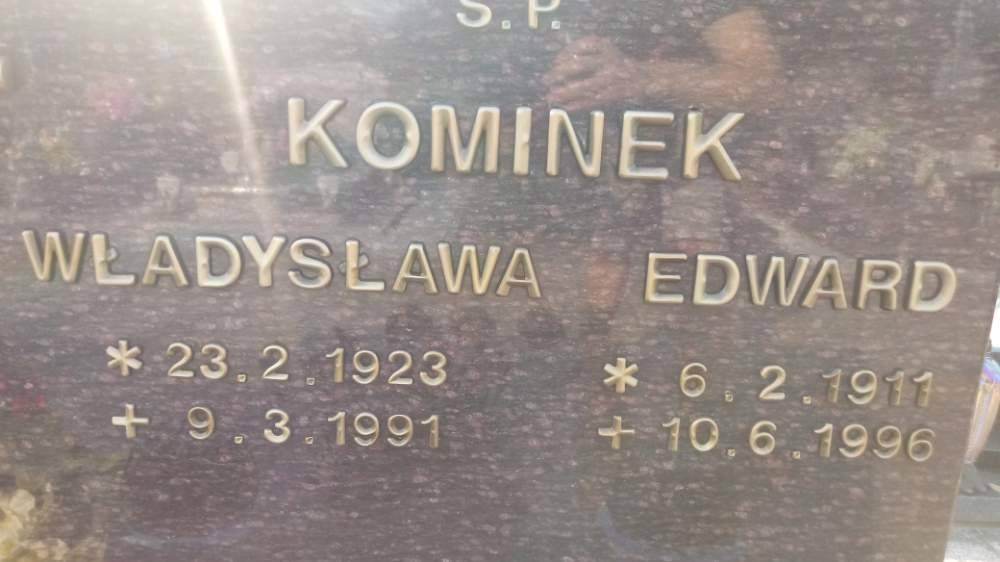 Ś.P.
KOMINEK
WŁADYSŁAWA EDWARD
* 23.2.1923 * 6.2.1911
+ 9.3.1991 + 10.6.1996